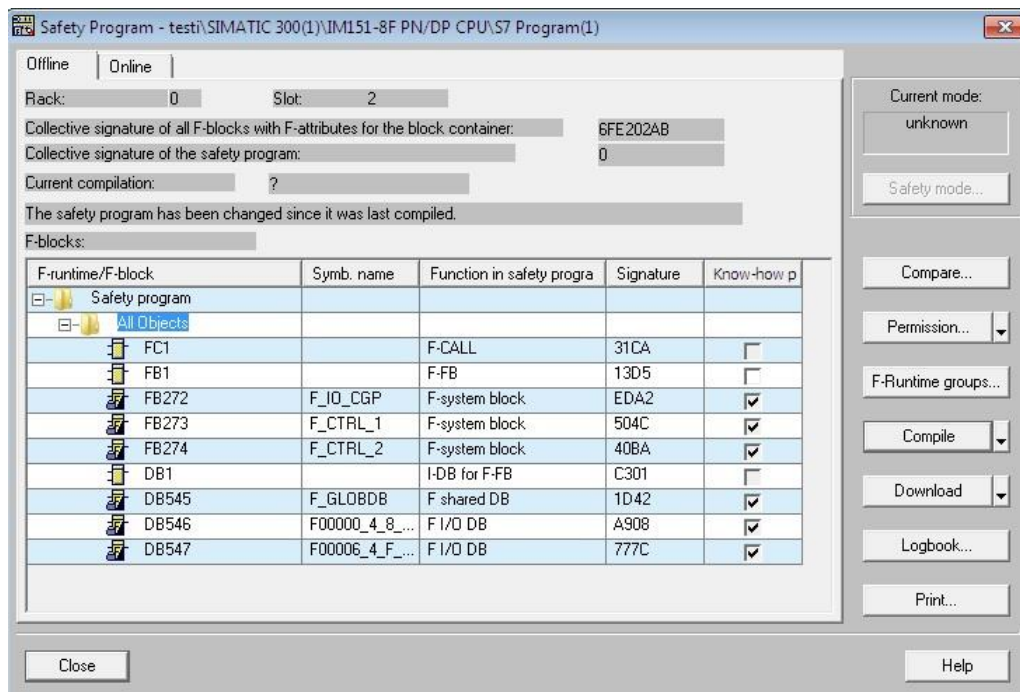 Safety Program - testi\SIMATIC 300(1)\IM151-8F PN/DP CPU\S7 Program(1)
Offline Online
Rack: 0 Slot: 2
Collective signature of all F-blocks with F-attributes for the block container: 6FE202AB
Collective signature of the safety program: 0
Current compilation: ?
The safety program has been changed since it was last compiled.
F-blocks:
F-runtime/F-block Symb. name Function in safety progra Signature Know-how p
Safety program
All Objects
FC1 F-CALL 31CA
FB1 F-FB 13D5
FB272 F_IO_CGP F-system block EDA2
FB273 F_CTRL_1 F-system block 504C
FB274 F_CTRL_2 F-system block 40BA
DB1 I-DB for F-FB C301
DB545 F_GLOBDB F shared DB 1D42
DB546 F00000_4_8_... F I/O DB A908
DB547 F00006_4_F_... F I/O DB 777C
Current mode:
unknown
Safety mode...
Compare...
Permission...
F-Runtime groups...
Compile
Download
Logbook...
Print...
Close Help